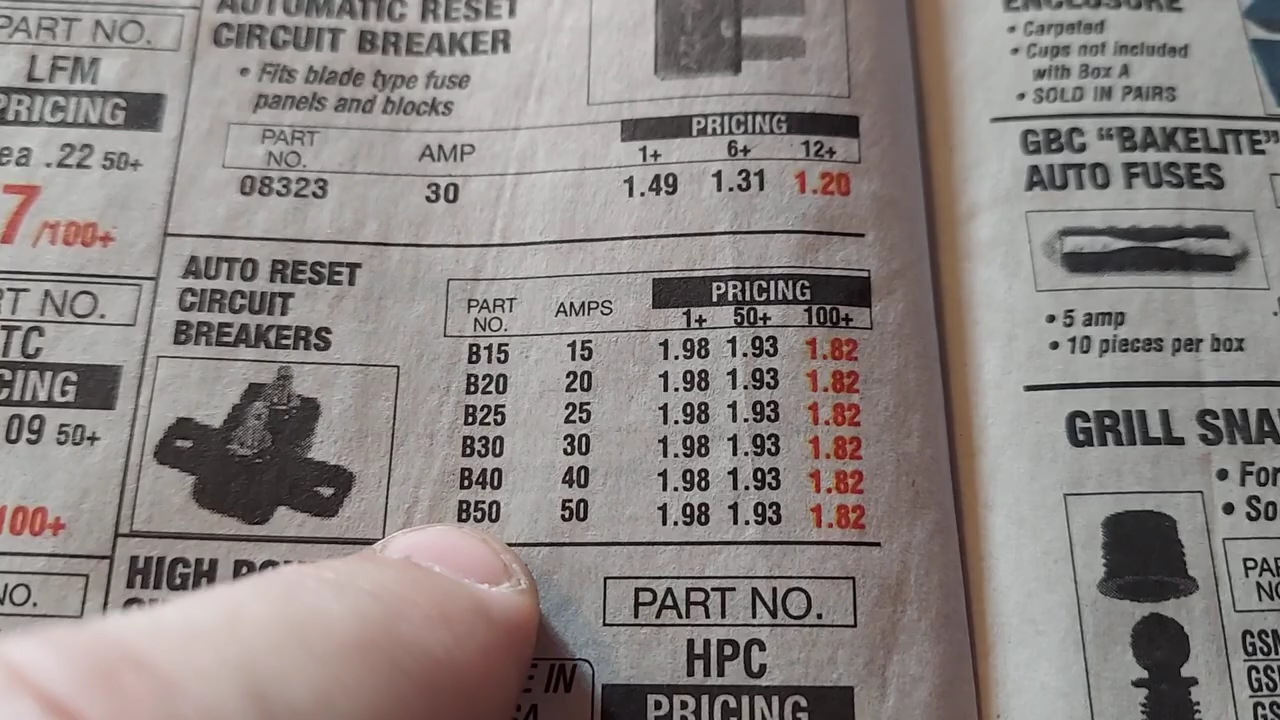 PART NO.
LFM
PRICING
ea .22 50+
7 /100+
PART NO.
TC
09 50+
100+
NO.
AUTOMATIC RESET
CIRCUIT BREAKER
• Fits blade type fuse
panels and blocks
PART NO. AMP PRICING
1+ 6+ 12+
08323 30 1.49 1.31 1.20
AUTO RESET
CIRCUIT
BREAKERS
PART NO. AMPS PRICING
1+ 50+ 100+
B15 15 1.98 1.93 1.82
B20 20 1.98 1.93 1.82
B25 25 1.98 1.93 1.82
B30 30 1.98 1.93 1.82
B40 40 1.98 1.93 1.82
B50 50 1.98 1.93 1.82
HIGH
PART NO.
HPC
PRICING
IN
ENCLOSURE
• Carpeted
• Cups not included
with Box A
• SOLD IN PAIRS
GBC “BAKELITE”
AUTO FUSES
• 5 amp
• 10 pieces per box
GRILL SNA
• For
• So